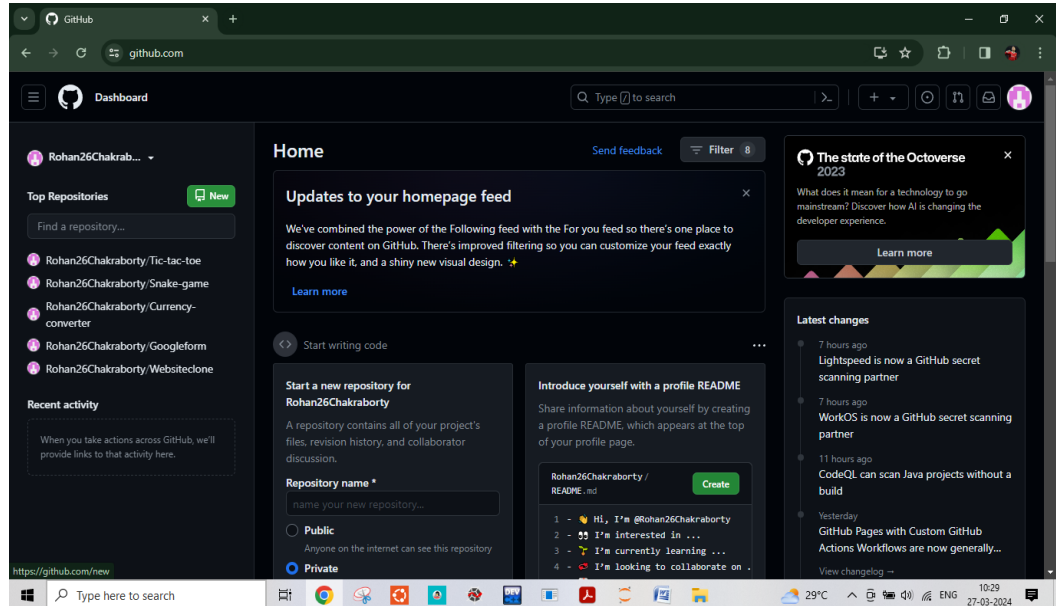 GitHub
github.com
Dashboard
Type / to search
Rohan26Chakrab...
Top Repositories
New
Find a repository...
Rohan26Chakraborty/Tic-tac-toe
Rohan26Chakraborty/Snake-game
Rohan26Chakraborty/Currency-
converter
Rohan26Chakraborty/Googleform
Rohan26Chakraborty/Websiteclone
Recent activity
When you take actions across GitHub, we'll
provide links to that activity here.
https://github.com/new
Home
Send feedback
Filter 8
Updates to your homepage feed
We've combined the power of the Following feed with the For you feed so there's one place to
discover content on GitHub. There's improved filtering so you can customize your feed exactly
how you like it, and a shiny new visual design. ✨
Learn more
Start writing code
Start a new repository for
Rohan26Chakraborty
A repository contains all of your project's
files, revision history, and collaborator
discussion.
Repository name *
name your new repository...
Public
Anyone on the internet can see this repository
Private
Introduce yourself with a profile README
Share information about yourself by creating
a profile README, which appears at the top
of your profile page.
Rohan26Chakraborty /
README.md
Create
1 - 👋 Hi, I'm @Rohan26Chakraborty
2 - 👀 I'm interested in ...
3 - 🌱 I'm currently learning ...
4 - 💞️ I'm looking to collaborate on .
The state of the Octoverse
2023
What does it mean for a technology to go
mainstream? Discover how AI is changing the
developer experience.
Learn more
Latest changes
7 hours ago
Lightspeed is now a GitHub secret
scanning partner
7 hours ago
WorkOS is now a GitHub secret scanning
partner
11 hours ago
CodeQL can scan Java projects without a
build
Yesterday
GitHub Pages with Custom GitHub
Actions Workflows are now generally...
View changelog →
Type here to search
DEV
29°C
ENG
10:29
27-03-2024